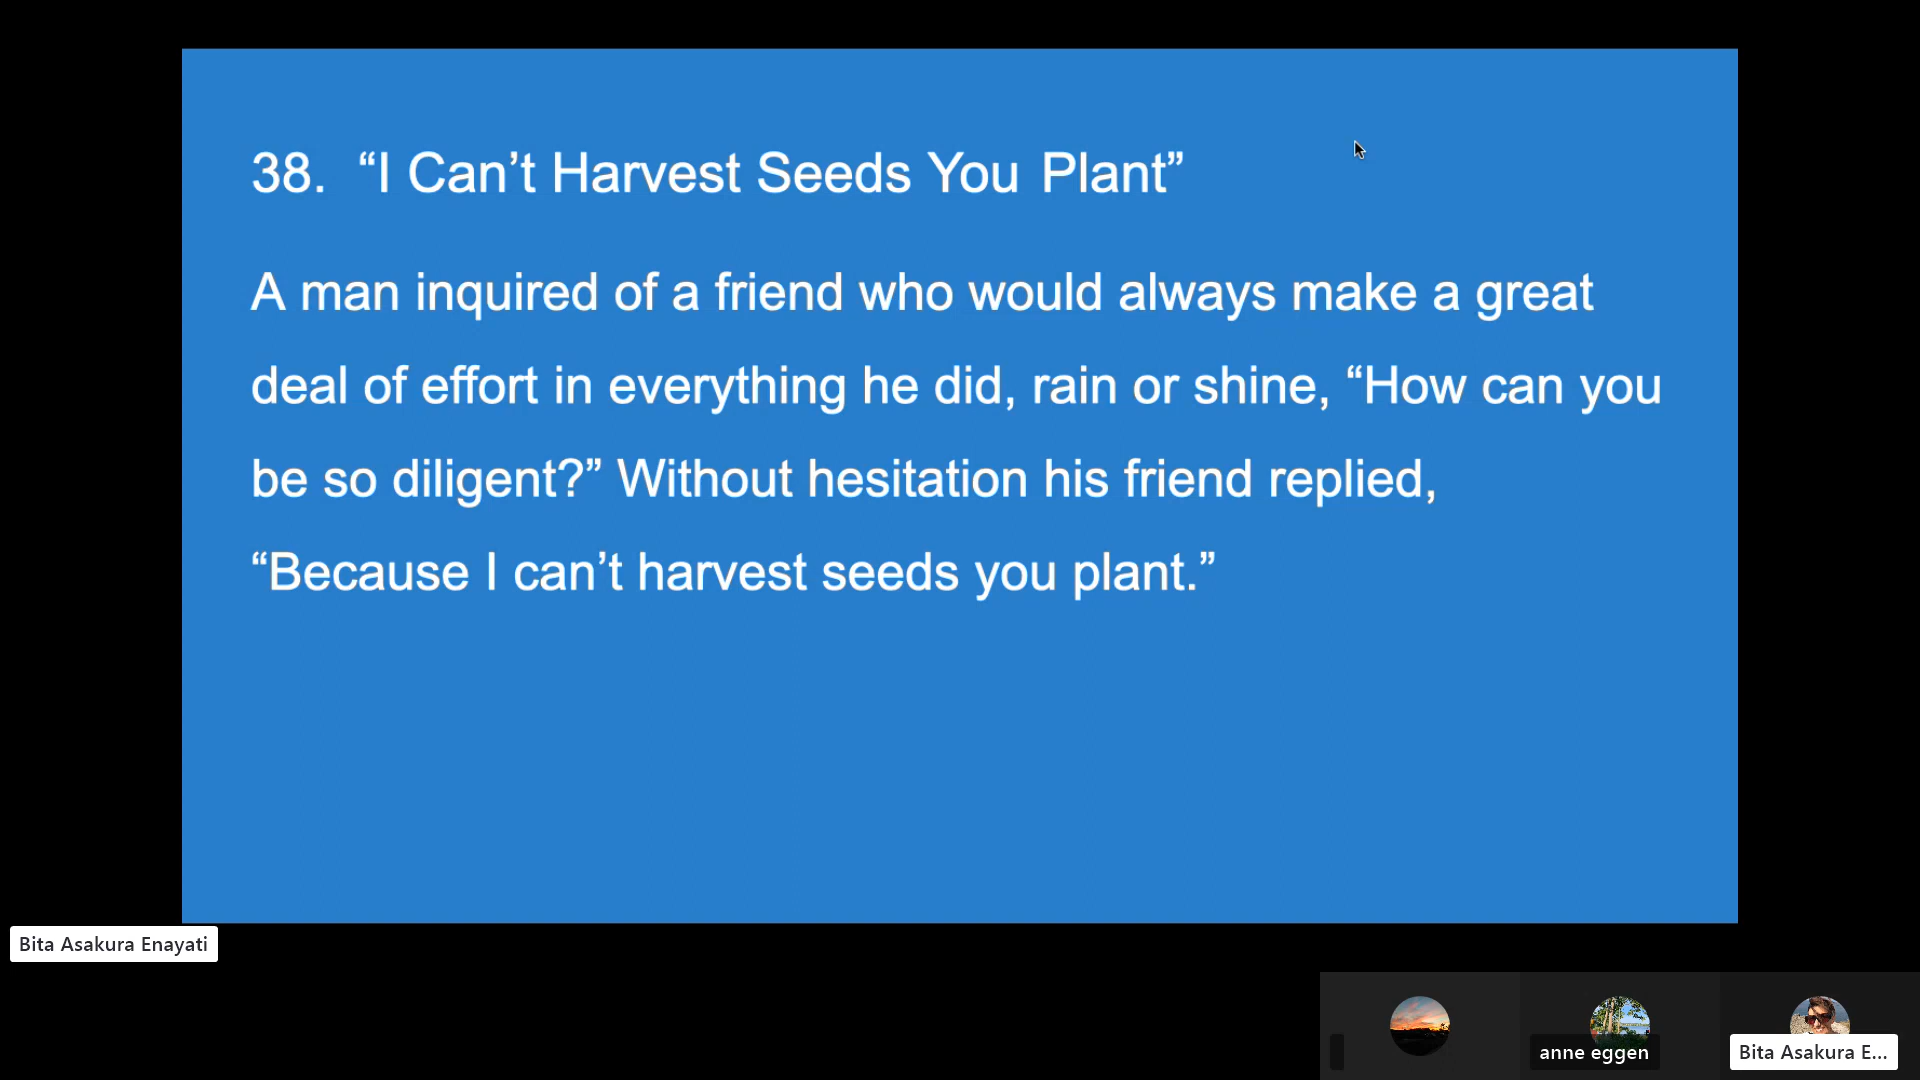 38. “I Can’t Harvest Seeds You Plant”
A man inquired of a friend who would always make a great
deal of effort in everything he did, rain or shine, “How can you
be so diligent?” Without hesitation his friend replied,
“Because I can’t harvest seeds you plant.”
Bita Asakura Enayati
anne eggen
Bita Asakura E...